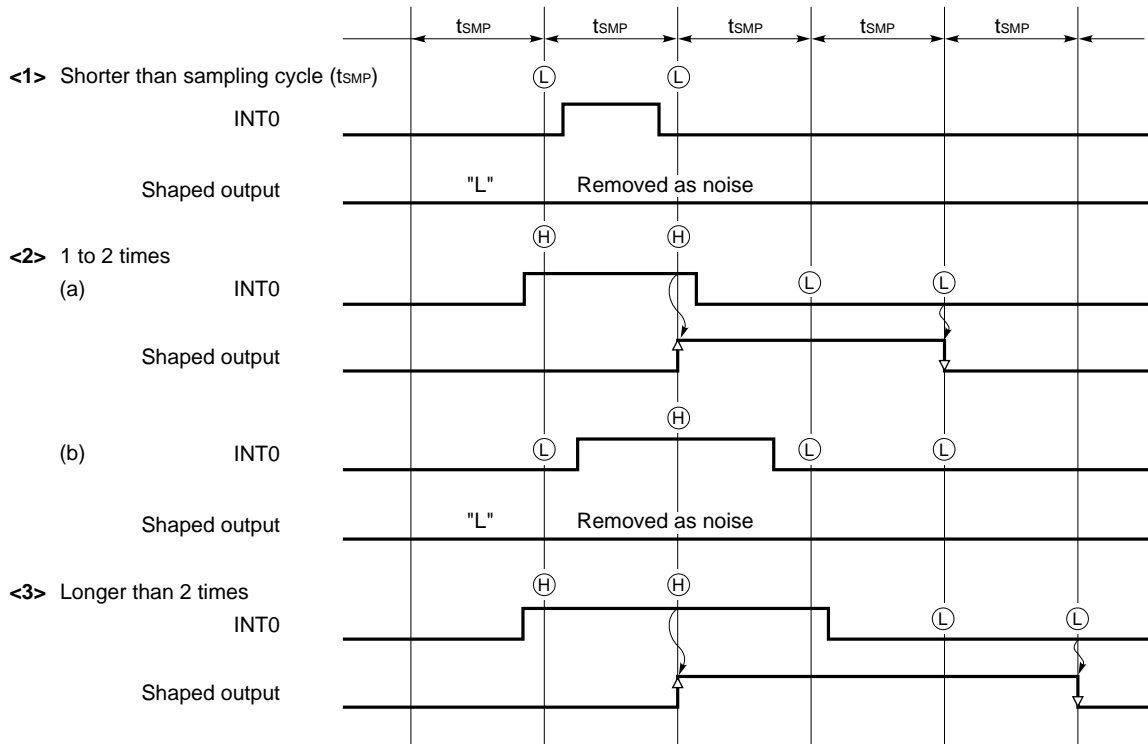 tSMP tSMP tSMP tSMP tSMP
<1> Shorter than sampling cycle (tSMP)
L L
INT0
Shaped output "L" Removed as noise
H H
<2> 1 to 2 times
(a) INT0 L L
Shaped output
H
(b) INT0 L L L
Shaped output "L" Removed as noise
<3> Longer than 2 times H H
INT0 L L
Shaped output